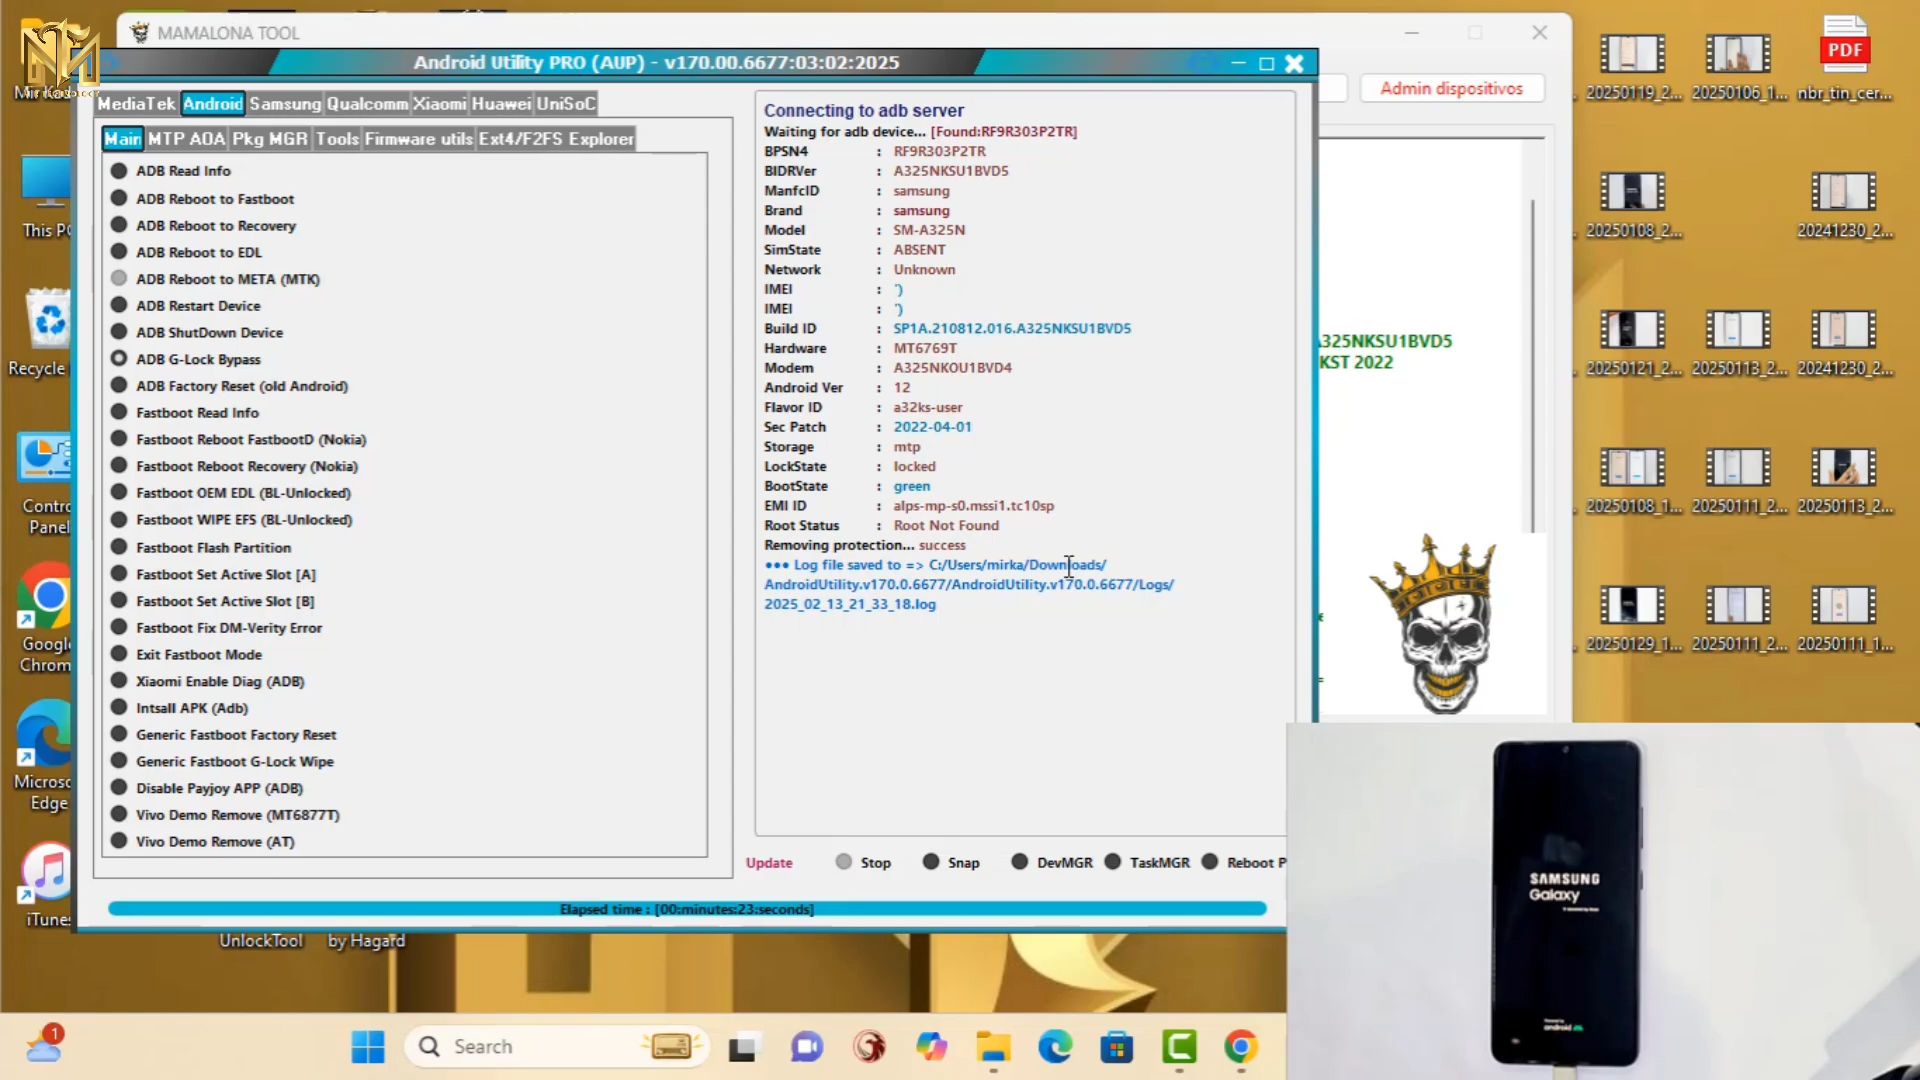 MAMALONA TOOL
Android Utility PRO (AUP) - v170.00.6677:03:02:2025
Admin dispositivos
MediaTek Android Samsung Qualcomm Xiaomi Huawei UniSoC
Main MTP AOA Pkg MGR Tools Firmware utils Ext4/F2FS Explorer
ADB Read Info
ADB Reboot to Fastboot
ADB Reboot to Recovery
ADB Reboot to EDL
ADB Reboot to META (MTK)
ADB Restart Device
ADB ShutDown Device
ADB G-Lock Bypass
ADB Factory Reset (old Android)
Fastboot Read Info
Fastboot Reboot FastbootD (Nokia)
Fastboot Reboot Recovery (Nokia)
Fastboot OEM EDL (BL-Unlocked)
Fastboot WIPE EFS (BL-Unlocked)
Fastboot Flash Partition
Fastboot Set Active Slot [A]
Fastboot Set Active Slot [B]
Fastboot Fix DM-Verity Error
Exit Fastboot Mode
Xiaomi Enable Diag (ADB)
Intsall APK (Adb)
Generic Fastboot Factory Reset
Generic Fastboot G-Lock Wipe
Disable Payjoy APP (ADB)
Vivo Demo Remove (MT6877T)
Vivo Demo Remove (AT)
Connecting to adb server
Waiting for adb device... [Found:RF9R303P2TR]
BPSN4 : RF9R303P2TR
BIDRVer : A325NKSU1BVD5
ManfcID : samsung
Brand : samsung
Model : SM-A325N
SimState : ABSENT
Network : Unknown
IMEI : ')
IMEI : ')
Build ID : SP1A.210812.016.A325NKSU1BVD5
Hardware : MT6769T
Modem : A325NKOU1BVD4
Android Ver : 12
Flavor ID : a32ks-user
Sec Patch : 2022-04-01
Storage : mtp
LockState : locked
BootState : green
EMI ID : alps-mp-s0.mssi1.tc10sp
Root Status : Root Not Found
Removing protection... success
●●● Log file saved to => C:/Users/mirka/Downloads/
AndroidUtility.v170.0.6677/AndroidUtility.v170.0.6677/Logs/
2025_02_13_21_33_18.log
Update Stop Snap DevMGR TaskMGR Reboot P
Elapsed time : [00:minutes:23:seconds]
A325NKSU1BVD5
KST 2022
This PC
Recycle
Contro
Panel
Google
Chrom
Microsc
Edge
iTunes
UnlockTool
by Hagard
PDF
20250119_2...
20250106_1...
nbr_tin_cer...
20250108_2...
20241230_2...
20250121_2...
20250113_2...
20241230_2...
20250108_1...
20250111_2...
20250113_2...
20250129_1...
20250111_2...
20250111_1...
SAMSUNG
Galaxy
android
1
Search